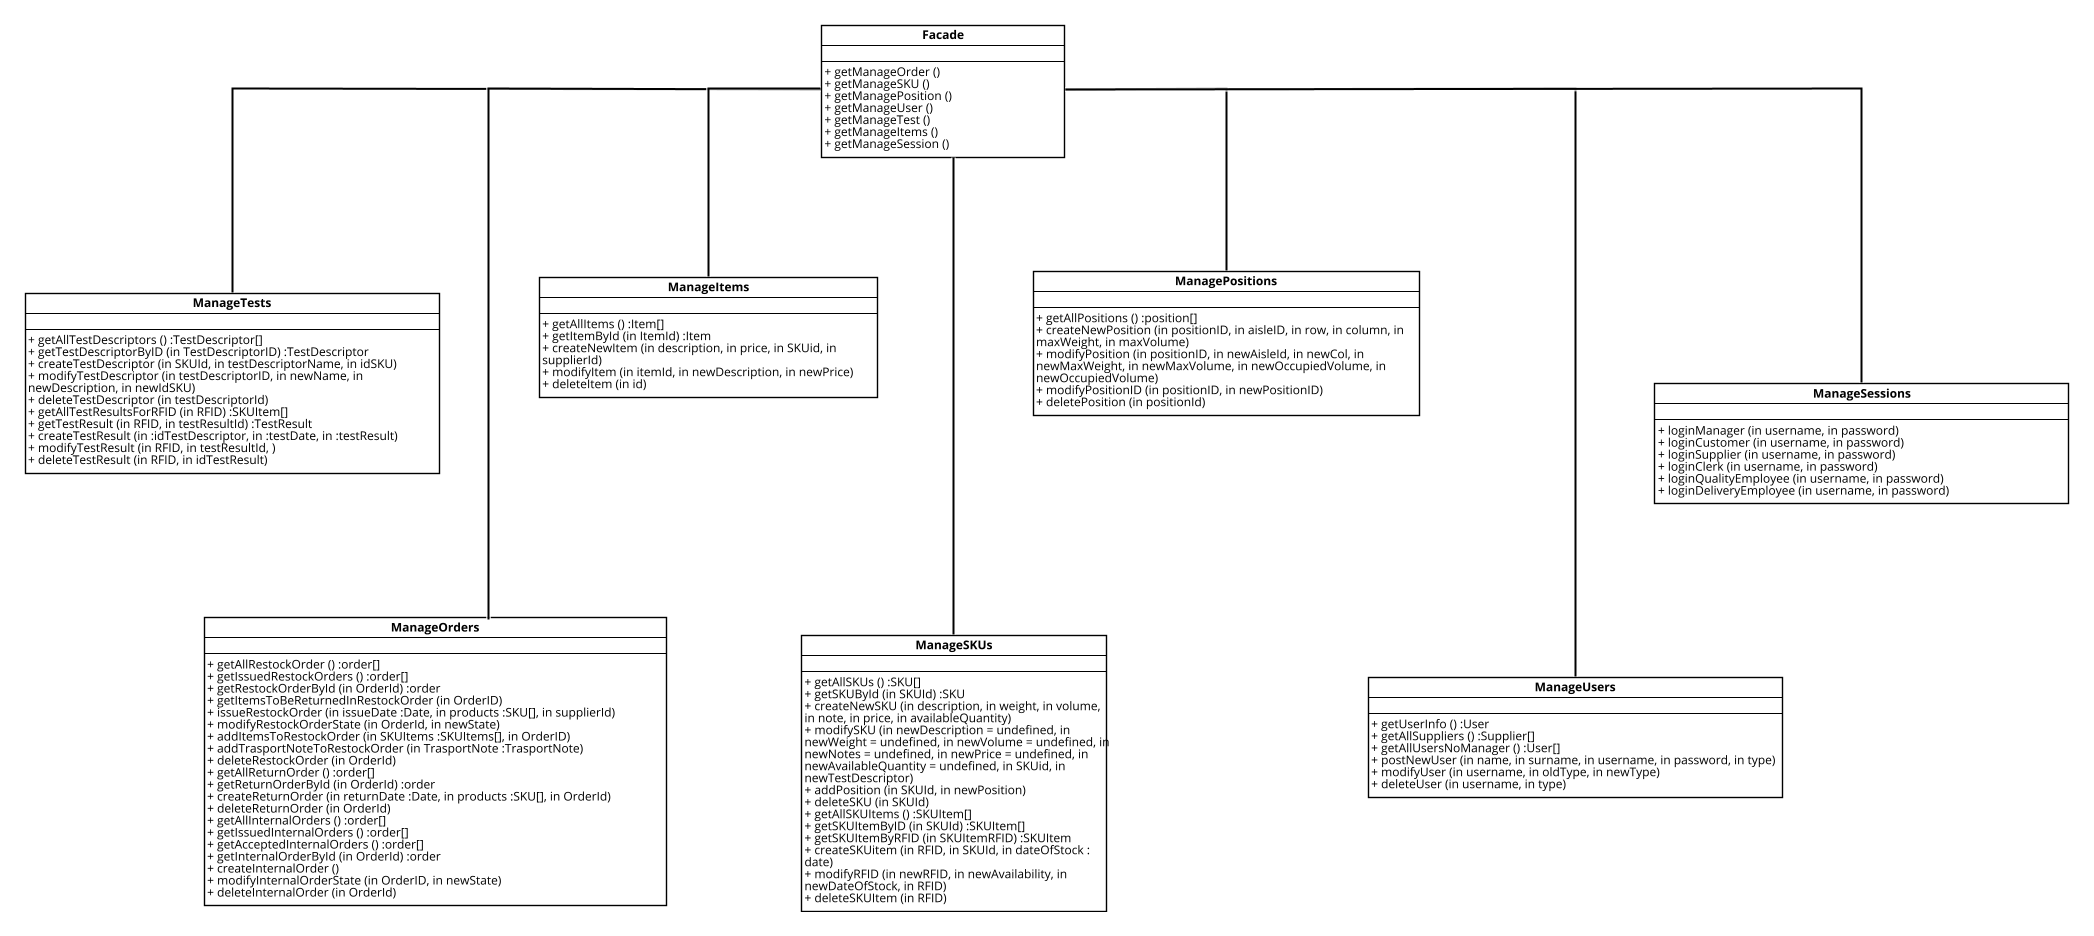 Facade
+ getManageOrder ()
+ getManageSKU ()
+ getManagePosition ()
+ getManageUser ()
+ getManageTest ()
+ getManageItems ()
+ getManageSession ()
ManageTests
+ getAllTestDescriptors () :TestDescriptor[]
+ getTestDescriptorByID (in TestDescriptorID) :TestDescriptor
+ createTestDescriptor (in SKUId, in testDescriptorName, in idSKU)
+ modifyTestDescriptor (in testDescriptorID, in newName, in
newDescription, in newIdSKU)
+ deleteTestDescriptor (in testDescriptorId)
+ getAllTestResultsForRFID (in RFID) :SKUItem[]
+ getTestResult (in RFID, in testResultId) :TestResult
+ createTestResult (in :idTestDescriptor, in :testDate, in :testResult)
+ modifyTestResult (in RFID, in testResultId, )
+ deleteTestResult (in RFID, in idTestResult)
ManageItems
+ getAllItems () :Item[]
+ getItemById (in ItemId) :Item
+ createNewItem (in description, in price, in SKUid, in
supplierId)
+ modifyItem (in itemId, in newDescription, in newPrice)
+ deleteItem (in id)
ManagePositions
+ getAllPositions () :position[]
+ createNewPosition (in positionID, in aisleID, in row, in column, in
maxWeight, in maxVolume)
+ modifyPosition (in positionID, in newAisleId, in newCol, in
newMaxWeight, in newMaxVolume, in newOccupiedVolume, in
newOccupiedVolume)
+ modifyPositionID (in positionID, in newPositionID)
+ deletePosition (in positionId)
ManageSessions
+ loginManager (in username, in password)
+ loginCustomer (in username, in password)
+ loginSupplier (in username, in password)
+ loginClerk (in username, in password)
+ loginQualityEmployee (in username, in password)
+ loginDeliveryEmployee (in username, in password)
ManageOrders
+ getAllRestockOrder () :order[]
+ getIssuedRestockOrders () :order[]
+ getRestockOrderById (in OrderId) :order
+ getItemsToBeReturnedInRestockOrder (in OrderID)
+ issueRestockOrder (in issueDate :Date, in products :SKU[], in supplierId)
+ modifyRestockOrderState (in OrderId, in newState)
+ addItemsToRestockOrder (in SKUItems :SKUItems[], in OrderID)
+ addTrasportNoteToRestockOrder (in TrasportNote :TrasportNote)
+ deleteRestockOrder (in OrderId)
+ getAllReturnOrder () :order[]
+ getReturnOrderById (in OrderId) :order
+ createReturnOrder (in returnDate :Date, in products :SKU[], in OrderId)
+ deleteReturnOrder (in OrderId)
+ getAllInternalOrders () :order[]
+ getIssuedInternalOrders () :order[]
+ getAcceptedInternalOrders () :order[]
+ getInternalOrderById (in OrderId) :order
+ createInternalOrder ()
+ modifyInternalOrderState (in OrderID, in newState)
+ deleteInternalOrder (in OrderId)
ManageSKUs
+ getAllSKUs () :SKU[]
+ getSKUById (in SKUId) :SKU
+ createNewSKU (in description, in weight, in volume,
in note, in price, in availableQuantity)
+ modifySKU (in newDescription = undefined, in
newWeight = undefined, in newVolume = undefined, in
newNotes = undefined, in newPrice = undefined, in
newAvailableQuantity = undefined, in SKUid, in
newTestDescriptor)
+ addPosition (in SKUId, in newPosition)
+ deleteSKU (in SKUId)
+ getAllSKUItems () :SKUItem[]
+ getSKUItemByID (in SKUId) :SKUItem[]
+ getSKUItemByRFID (in SKUItemRFID) :SKUItem
+ createSKUitem (in RFID, in SKUId, in dateOfStock :
date)
+ modifyRFID (in newRFID, in newAvailability, in
newDateOfStock, in RFID)
+ deleteSKUItem (in RFID)
ManageUsers
+ getUserInfo () :User
+ getAllSuppliers () :Supplier[]
+ getAllUsersNoManager () :User[]
+ postNewUser (in name, in surname, in username, in password, in type)
+ modifyUser (in username, in oldType, in newType)
+ deleteUser (in username, in type)